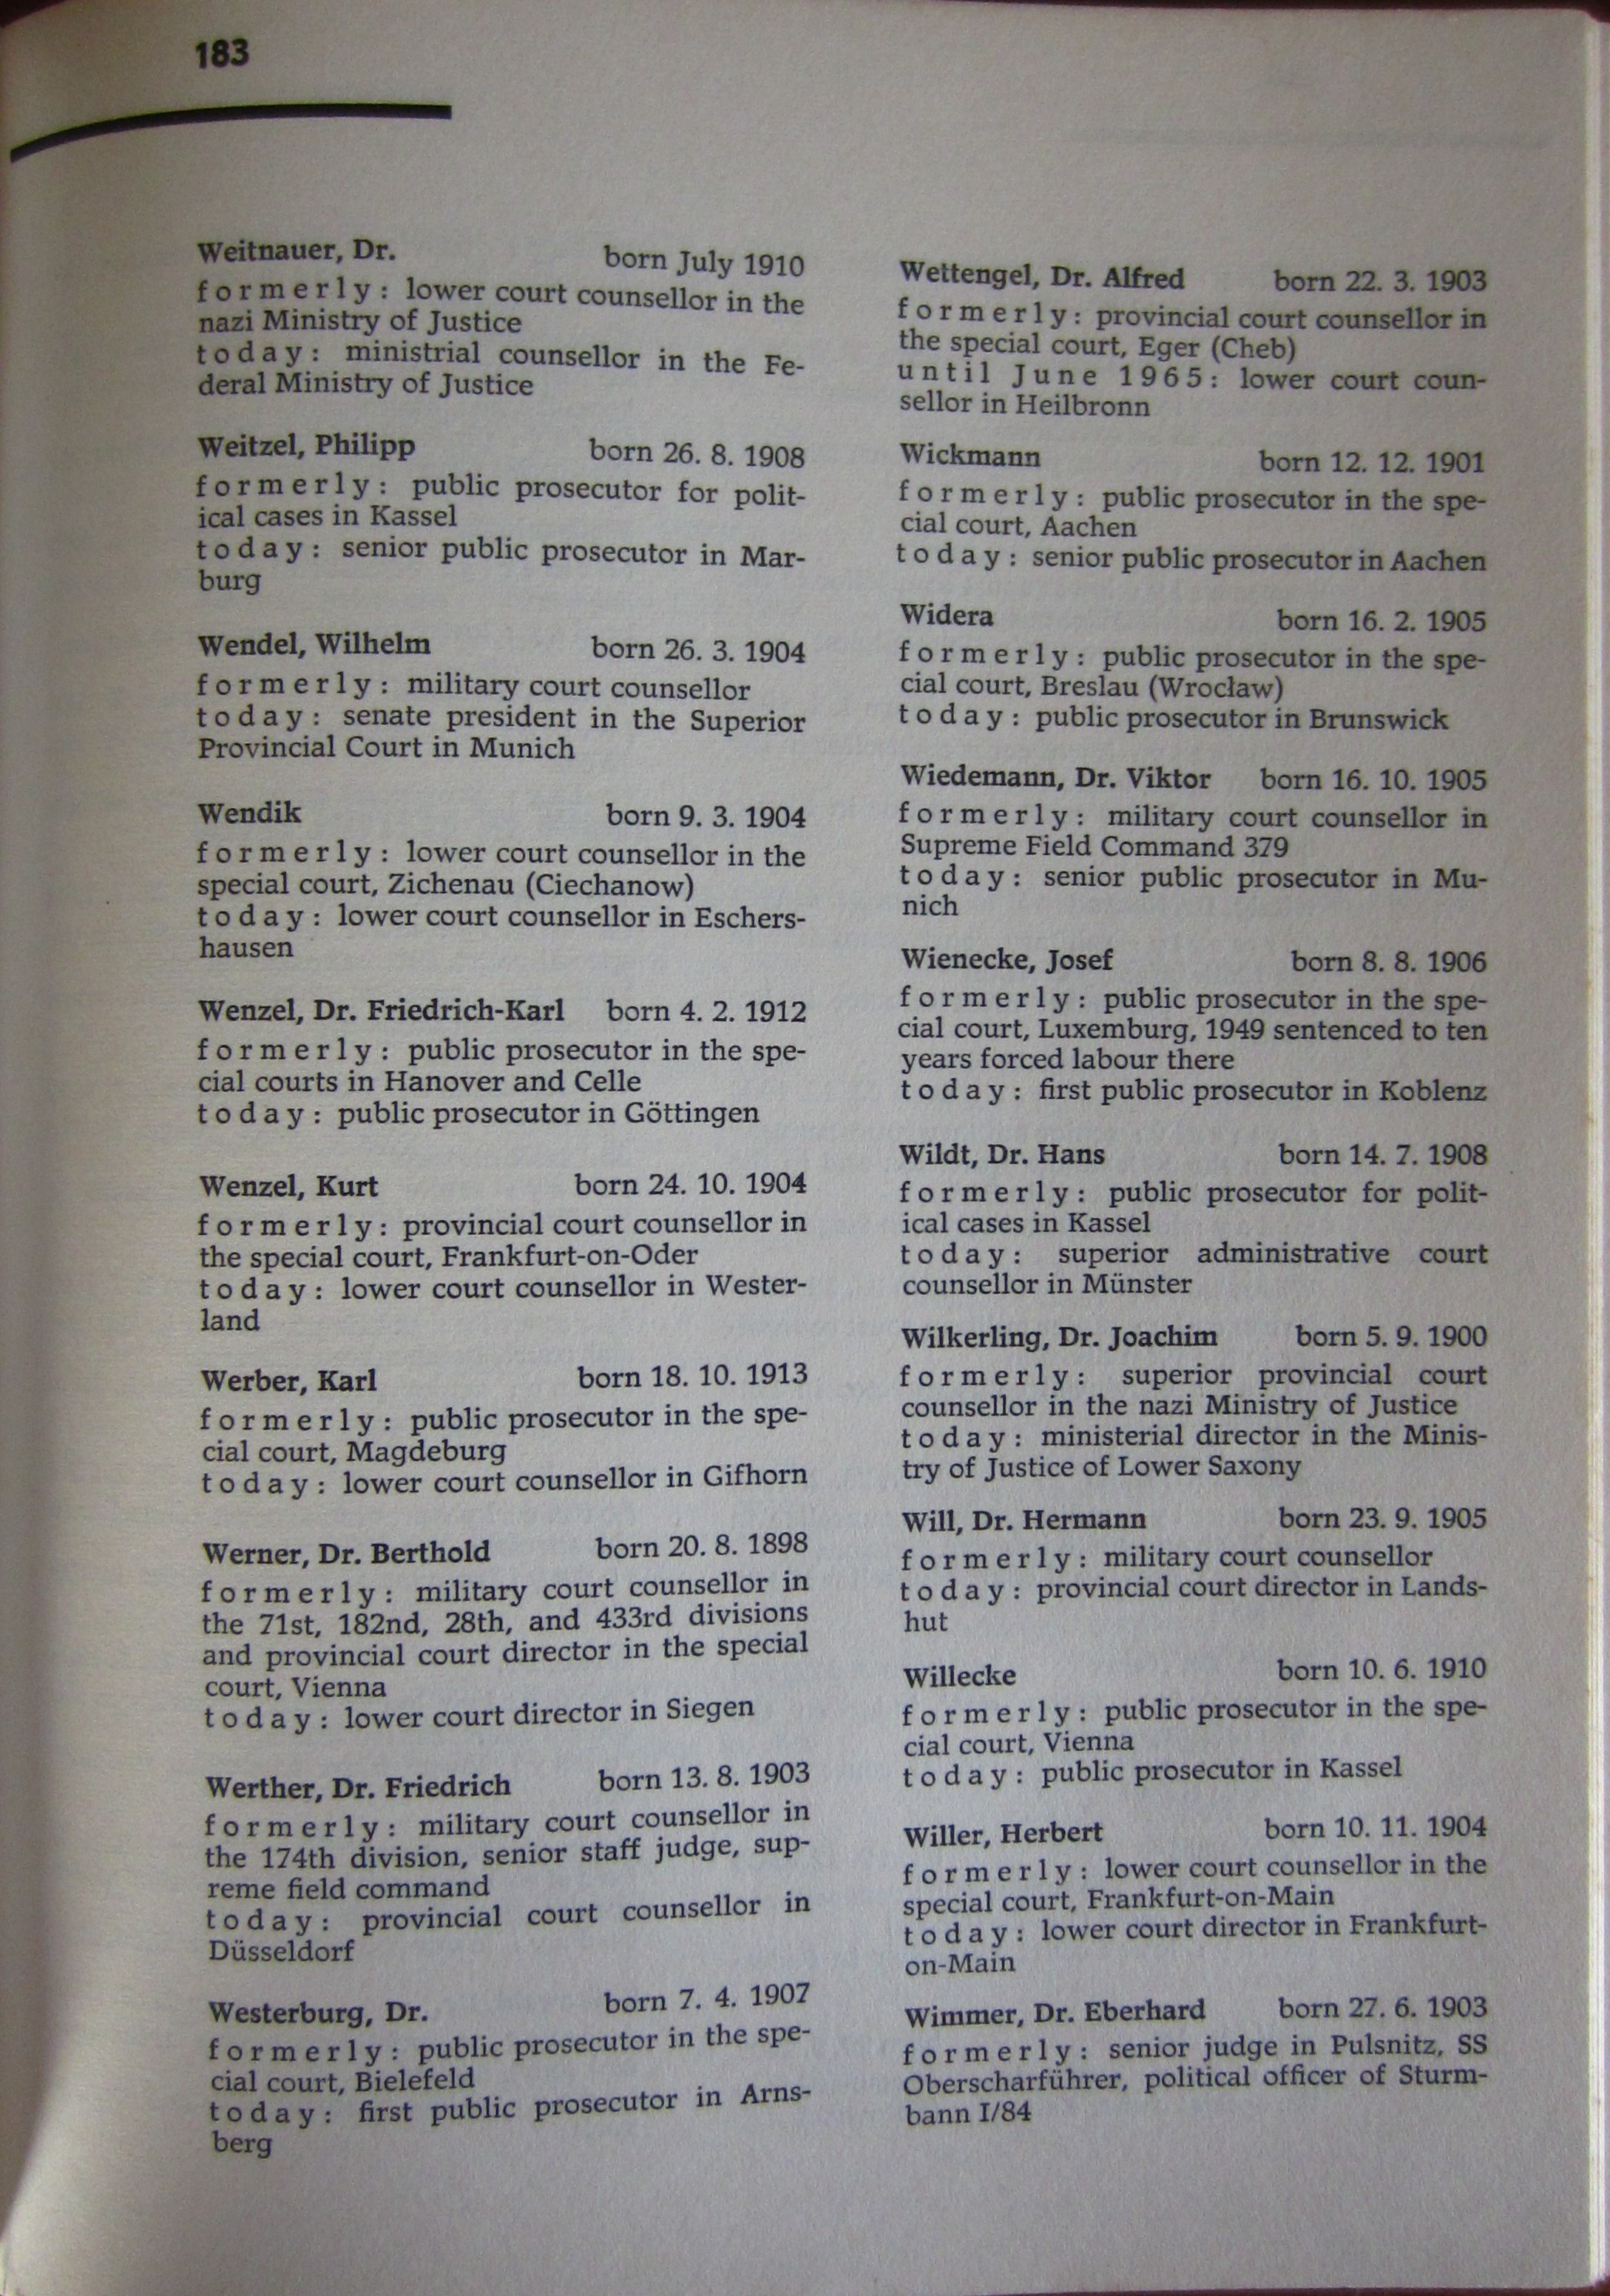 183
Weitnauer, Dr. born July 1910
formerly: lower court counsellor in the
nazi Ministry of Justice
today: ministrial counsellor in the Fe-
deral Ministry of Justice
Weitzel, Philipp born 26. 8. 1908
formerly: public prosecutor for polit-
ical cases in Kassel
today: senior public prosecutor in Mar-
burg
Wendel, Wilhelm born 26. 3. 1904
formerly: military court counsellor
today: senate president in the Superior
Provincial Court in Munich
Wendik born 9. 3. 1904
formerly: lower court counsellor in the
special court, Zichenau (Ciechanow)
today: lower court counsellor in Eschers-
hausen
Wenzel, Dr. Friedrich-Karl born 4. 2. 1912
formerly: public prosecutor in the spe-
cial courts in Hanover and Celle
today: public prosecutor in Göttingen
Wenzel, Kurt born 24. 10. 1904
formerly: provincial court counsellor in
the special court, Frankfurt-on-Oder
today: lower court counsellor in Wester-
land
Werber, Karl born 18. 10. 1913
formerly: public prosecutor in the spe-
cial court, Magdeburg
today: lower court counsellor in Gifhorn
Werner, Dr. Berthold born 20. 8. 1898
formerly: military court counsellor in
the 71st, 182nd, 28th, and 433rd divisions
and provincial court director in the special
court, Vienna
today: lower court director in Siegen
Werther, Dr. Friedrich born 13. 8. 1903
formerly: military court counsellor in
the 174th division, senior staff judge, sup-
reme field command
today: provincial court counsellor in
Düsseldorf
Westerburg, Dr. born 7. 4. 1907
formerly: public prosecutor in the spe-
cial court, Bielefeld
today: first public prosecutor in Arns-
berg
Wettengel, Dr. Alfred born 22. 3. 1903
formerly: provincial court counsellor in
the special court, Eger (Cheb)
until June 1965: lower court coun-
sellor in Heilbronn
Wickmann born 12. 12. 1901
formerly: public prosecutor in the spe-
cial court, Aachen
today: senior public prosecutor in Aachen
Widera born 16. 2. 1905
formerly: public prosecutor in the spe-
cial court, Breslau (Wrocław)
today: public prosecutor in Brunswick
Wiedemann, Dr. Viktor born 16. 10. 1905
formerly: military court counsellor in
Supreme Field Command 379
today: senior public prosecutor in Mu-
nich
Wienecke, Josef born 8. 8. 1906
formerly: public prosecutor in the spe-
cial court, Luxemburg, 1949 sentenced to ten
years forced labour there
today: first public prosecutor in Koblenz
Wildt, Dr. Hans born 14. 7. 1908
formerly: public prosecutor for polit-
ical cases in Kassel
today: superior administrative court
counsellor in Münster
Wilkerling, Dr. Joachim born 5. 9. 1900
formerly: superior provincial court
counsellor in the nazi Ministry of Justice
today: ministerial director in the Minis-
try of Justice of Lower Saxony
Will, Dr. Hermann born 23. 9. 1905
formerly: military court counsellor
today: provincial court director in Lands-
hut
Willecke born 10. 6. 1910
formerly: public prosecutor in the spe-
cial court, Vienna
today: public prosecutor in Kassel
Willer, Herbert born 10. 11. 1904
formerly: lower court counsellor in the
special court, Frankfurt-on-Main
today: lower court director in Frankfurt-
on-Main
Wimmer, Dr. Eberhard born 27. 6. 1903
formerly: senior judge in Pulsnitz, SS
Oberscharführer, political officer of Sturm-
bann I/84